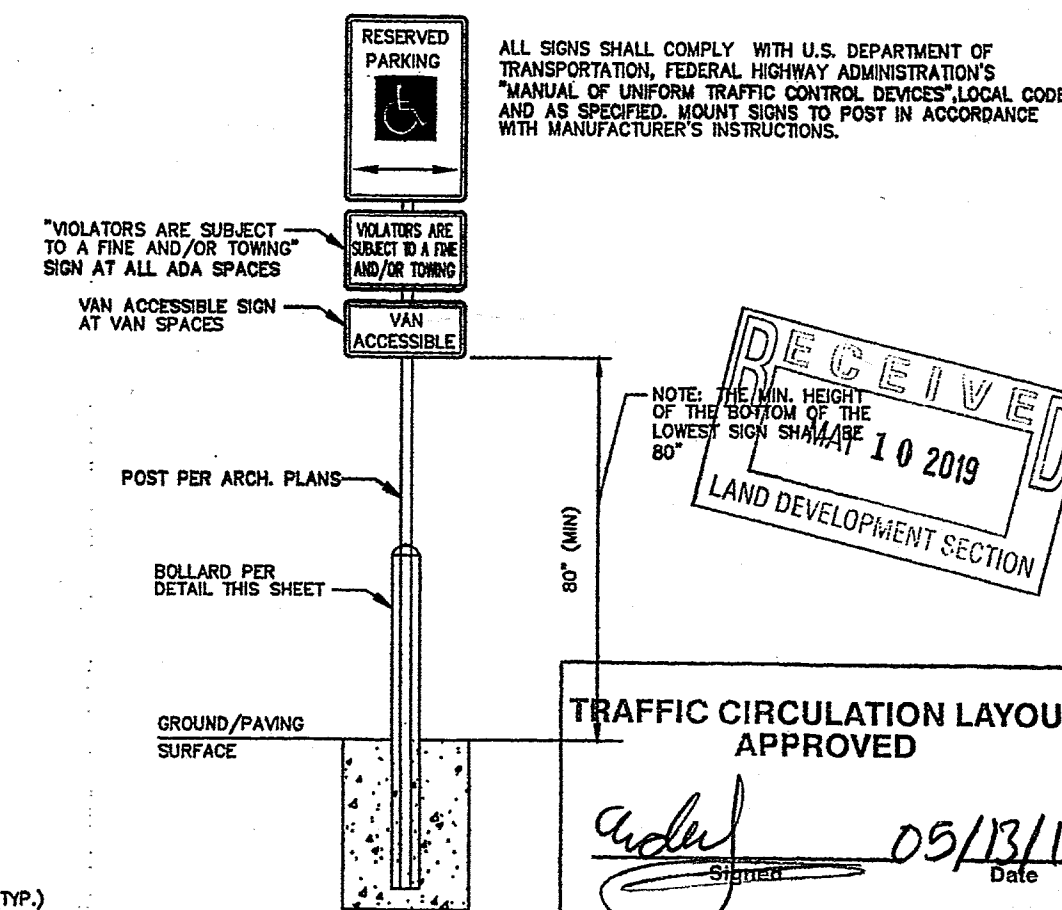 RESERVED
PARKING
ALL SIGNS SHALL COMPLY WITH U.S. DEPARTMENT OF
TRANSPORTATION, FEDERAL HIGHWAY ADMINISTRATION'S
"MANUAL OF UNIFORM TRAFFIC CONTROL DEVICES",LOCAL CODE
AND AS SPECIFIED. MOUNT SIGNS TO POST IN ACCORDANCE
WITH MANUFACTURER'S INSTRUCTIONS.
"VIOLATORS ARE SUBJECT
TO A FINE AND/OR TOWING"
SIGN AT ALL ADA SPACES
VIOLATORS ARE
SUBJECT TO A FINE
AND/OR TOWING
VAN ACCESSIBLE SIGN
AT VAN SPACES
VAN
ACCESSIBLE
NOTE: THE MIN. HEIGHT
OF THE BOTTOM OF THE
LOWEST SIGN SHALL BE
80"
RECEIVED
MAY 10 2019
LAND DEVELOPMENT SECTION
POST PER ARCH. PLANS
80" (MIN)
BOLLARD PER
DETAIL THIS SHEET
GROUND/PAVING
SURFACE
TRAFFIC CIRCULATION LAYOU
APPROVED
05/13/1
Signed
Date
TYP.)